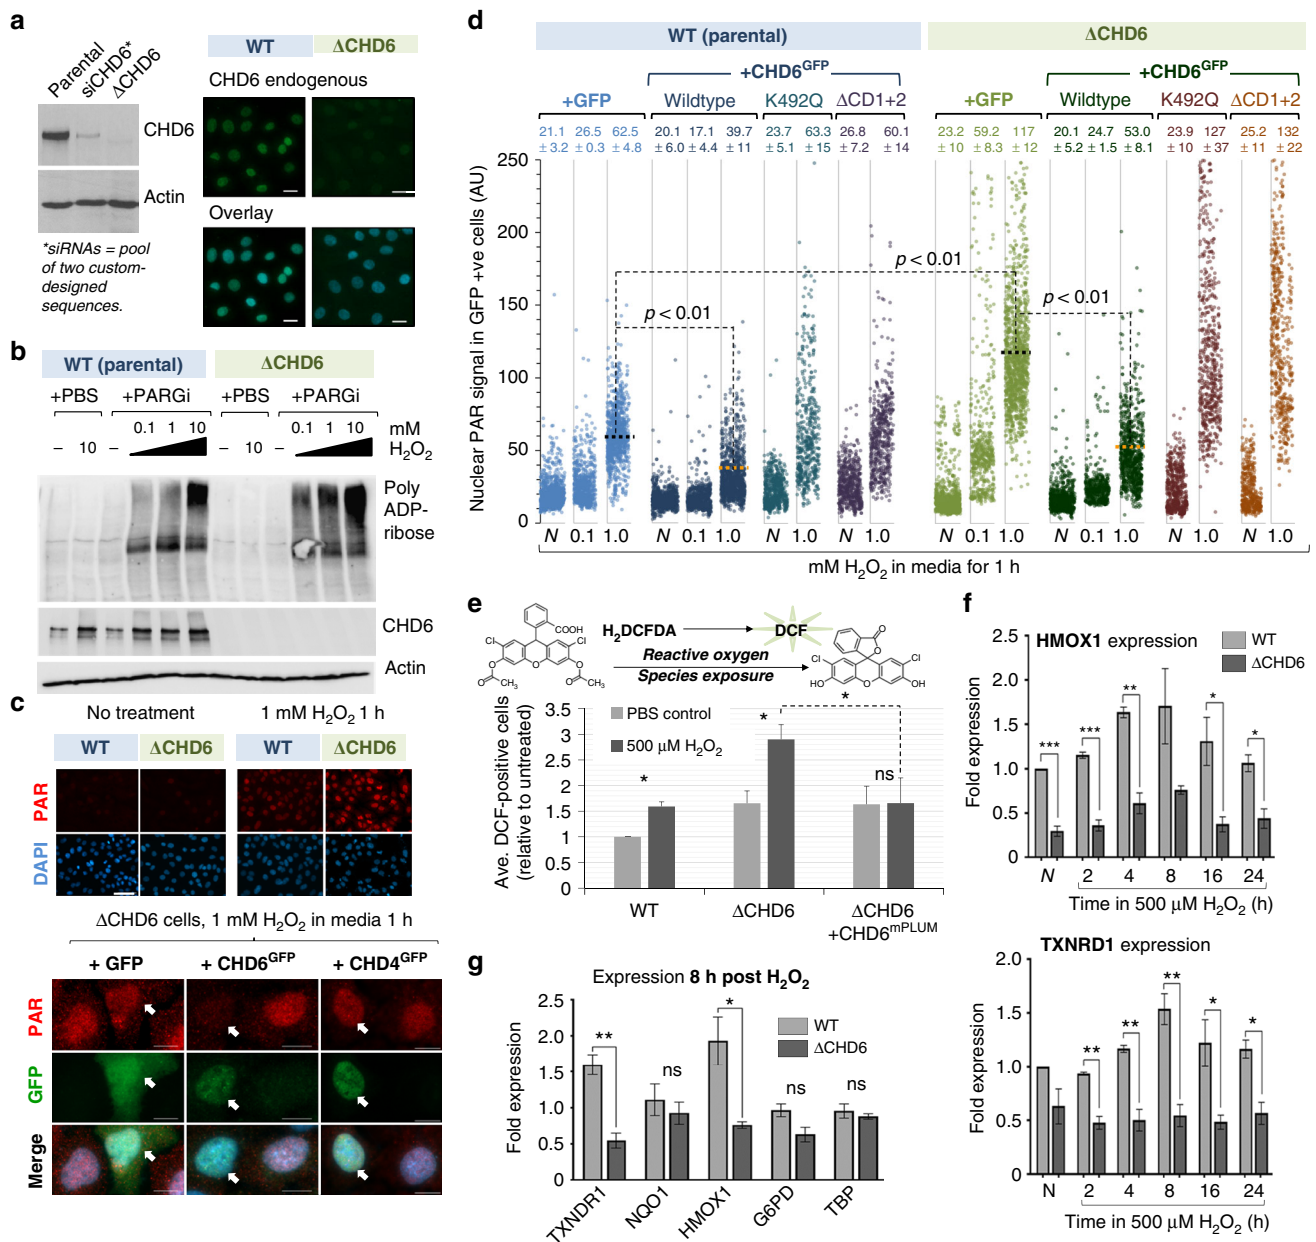 a
Parental
siCHD6*
ΔCHD6
CHD6
Actin
*siRNAs = pool
of two custom-
designed
sequences.
WT
ΔCHD6
CHD6 endogenous
Overlay
b
WT (parental)
ΔCHD6
+PBS
+PARGi
+PBS
+PARGi
0.1 1 10
0.1 1 10
mM
– 10 –
– 10 –
H2O2
Poly
ADP-
ribose
CHD6
Actin
c
No treatment
1 mM H2O2 1 h
WT
ΔCHD6
WT
ΔCHD6
PAR
DAPI
ΔCHD6 cells, 1 mM H2O2 in media 1 h
+ GFP
+ CHD6GFP
+ CHD4GFP
PAR
GFP
Merge
d
WT (parental)
ΔCHD6
+CHD6GFP
+CHD6GFP
+GFP
Wildtype
K492Q
ΔCD1+2
+GFP
Wildtype
K492Q
ΔCD1+2
21.1 26.5 62.5 20.1 17.1 39.7 23.7 63.3 26.8 60.1 23.2 59.2 117 20.1 24.7 53.0 23.9 127 25.2 132
± 3.2 ± 0.3 ± 4.8 ± 6.0 ± 4.4 ± 11 ± 5.1 ± 15 ± 7.2 ± 14 ± 10 ± 8.3 ± 12 ± 5.2 ± 1.5 ± 8.1 ± 10 ± 37 ± 11 ± 22
Nuclear PAR signal in GFP +ve cells (AU)
250
200
150
100
50
0
p < 0.01
p < 0.01
p < 0.01
N 0.1 1.0 N 0.1 1.0 N 1.0 N 1.0 N 0.1 1.0 N 0.1 1.0 N 1.0 N 1.0
mM H2O2 in media for 1 h
e
COOH
Cl
Cl
O
O
O
O
O
CH3
CH3
H2DCFDA
DCF
Reactive oxygen
Species exposure
O
O
Cl
Cl
HO
O
OH
Ave. DCF-positive cells
(relative to untreated)
3.5
3
2.5
2
1.5
1
0.5
0
PBS control
500 μM H2O2
*
*
*
ns
WT
ΔCHD6
ΔCHD6
+CHD6mPLUM
f
HMOX1 expression
WT
ΔCHD6
Fold expression
2.5
2.0
1.5
1.0
0.5
0
***
***
**
*
*
N 2 4 8 16 24
Time in 500 μM H2O2 (h)
TXNRD1 expression
Fold expression
2.0
1.5
1.0
0.5
0
**
**
**
*
*
N 2 4 8 16 24
Time in 500 μM H2O2 (h)
g
Expression 8 h post H2O2
Fold expression
2.5
2.0
1.5
1.0
0.5
0
WT
ΔCHD6
**
ns
*
ns
ns
TXNDR1
NQO1
HMOX1
G6PD
TBP